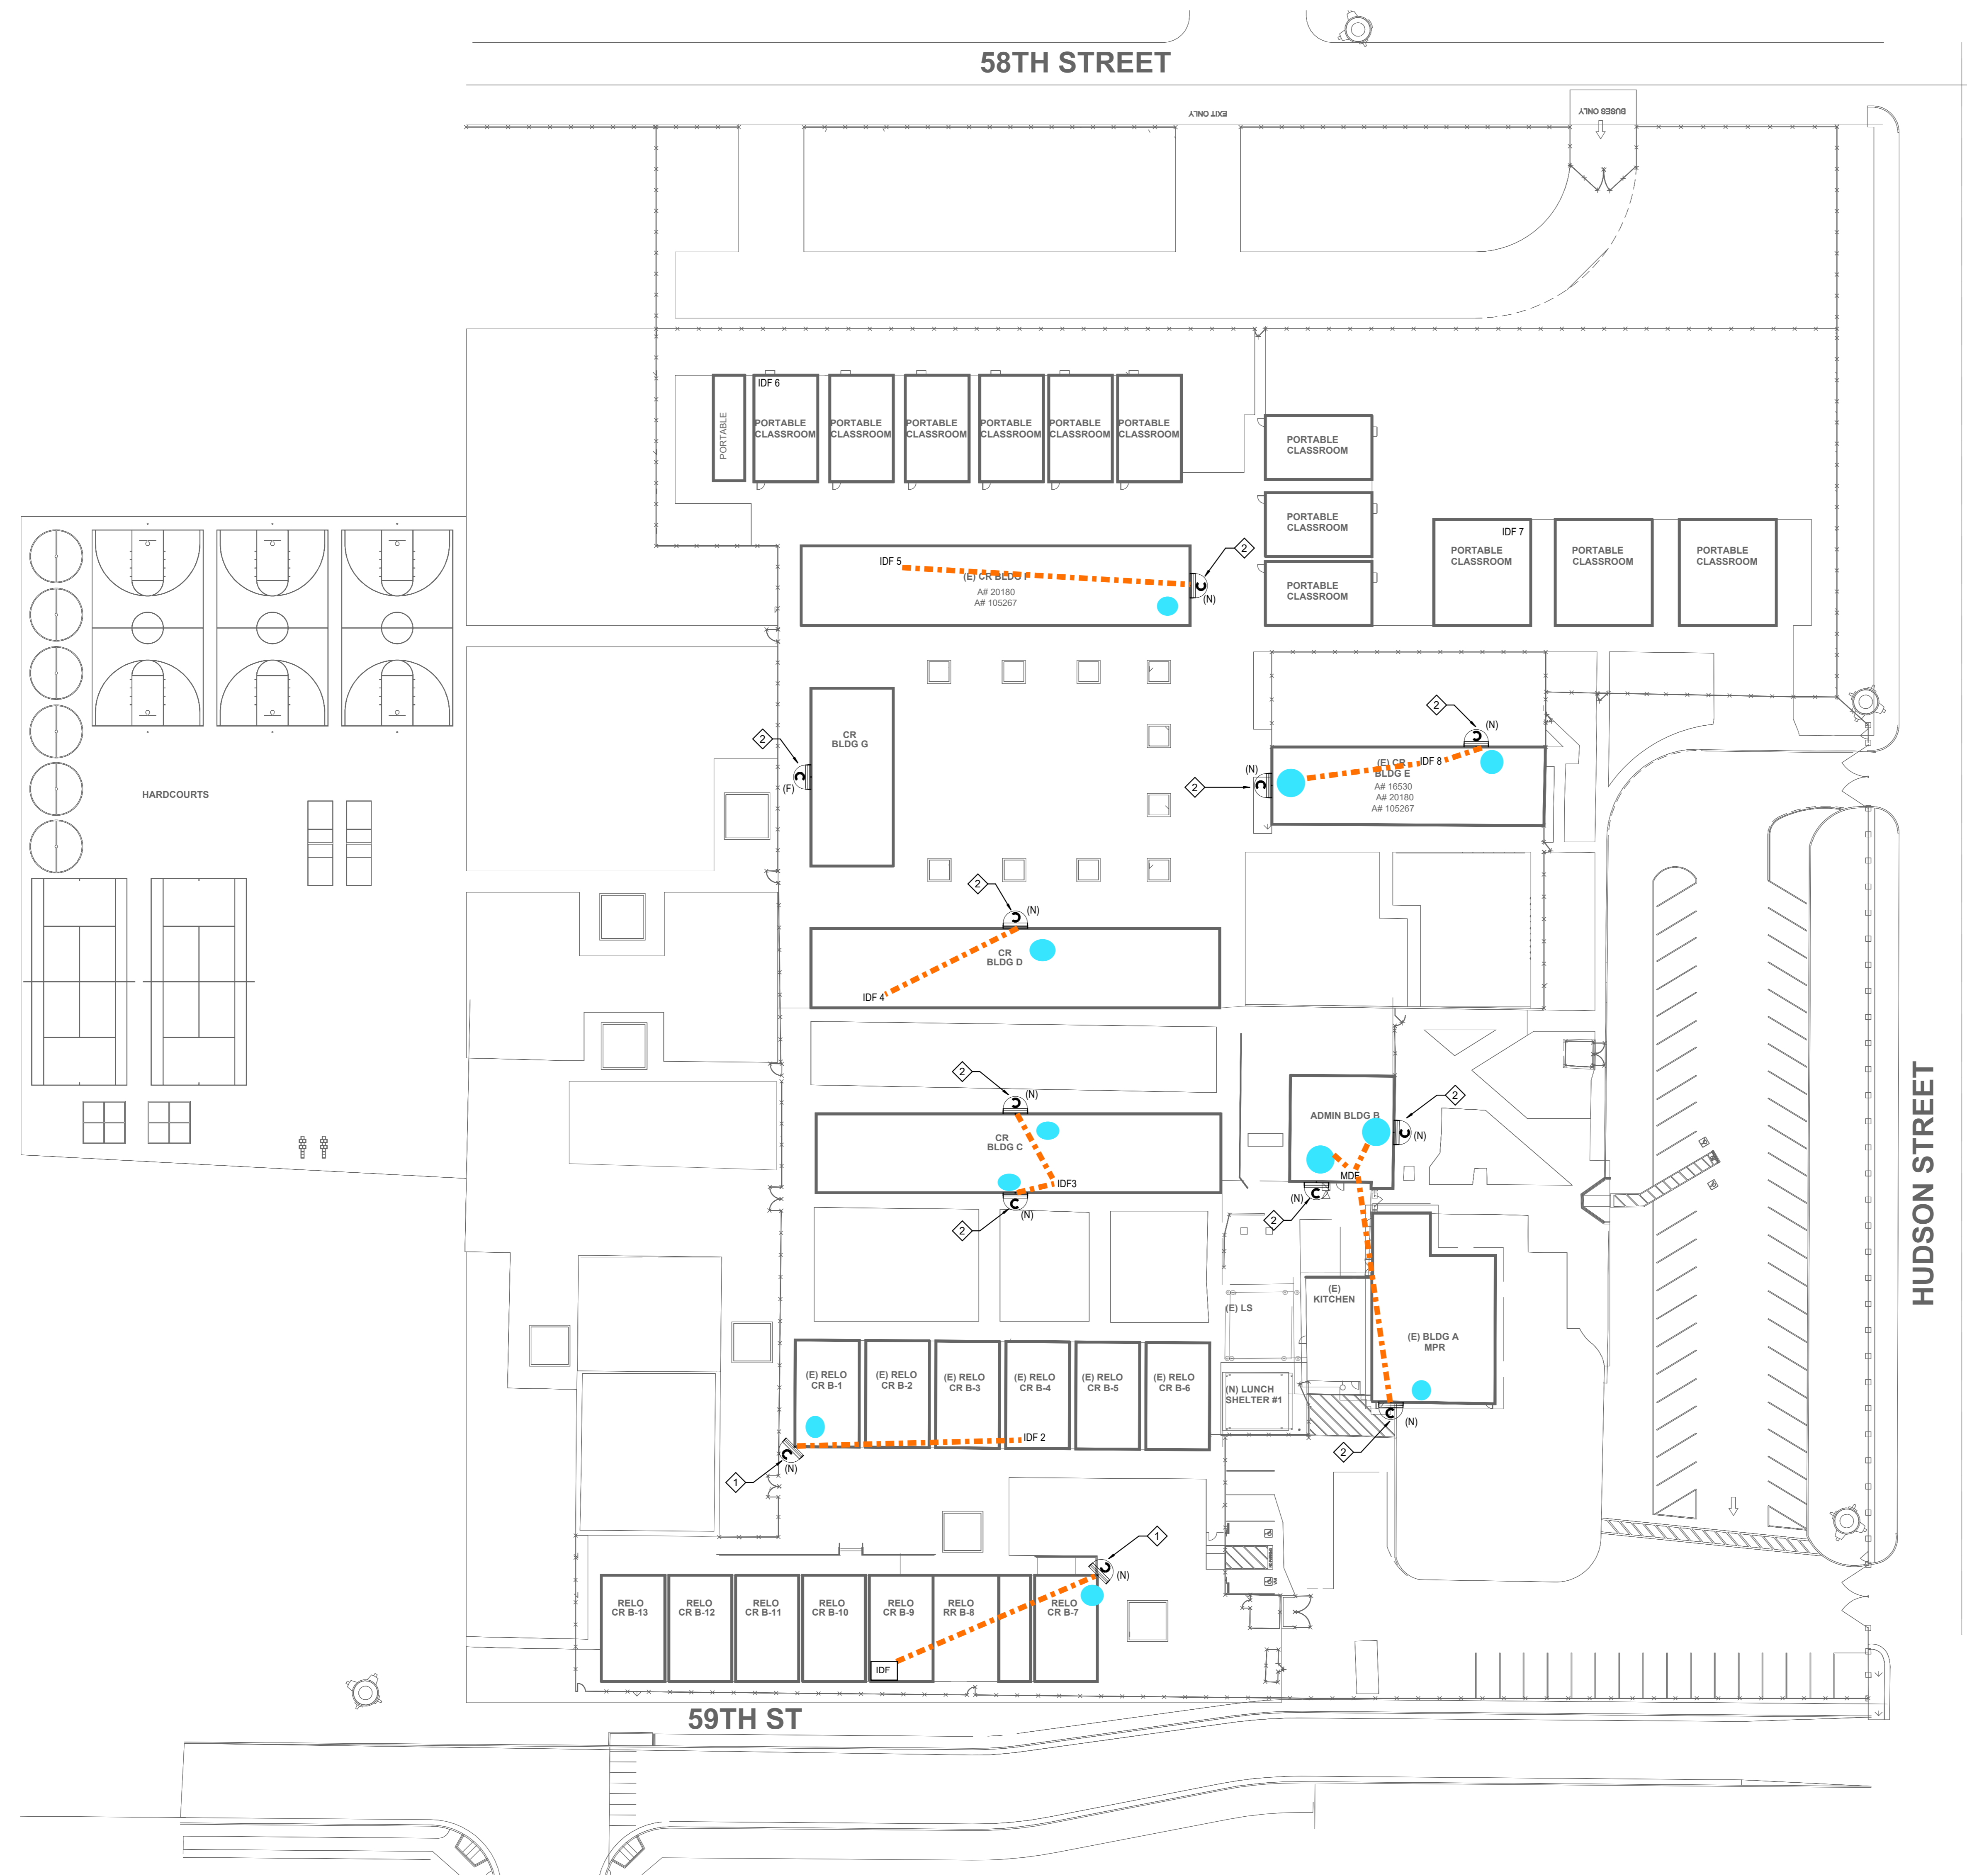 58TH STREET
EXIT ONLY
BUSES ONLY
IDF 6
PORTABLE
PORTABLE
CLASSROOM
PORTABLE
CLASSROOM
PORTABLE
CLASSROOM
PORTABLE
CLASSROOM
PORTABLE
CLASSROOM
PORTABLE
CLASSROOM
PORTABLE
CLASSROOM
PORTABLE
CLASSROOM
PORTABLE
CLASSROOM
IDF 7
PORTABLE
CLASSROOM
PORTABLE
CLASSROOM
PORTABLE
CLASSROOM
IDF 5
(E) CR BLDG F
A# 20180
A# 105267
2
C
(N)
HARDCOURTS
CR
BLDG G
2
C
(F)
2
(N)
C
(N)
2
C
(E) CR
BLDG E
IDF 8
A# 16530
A# 20180
A# 105267
2
(N)
C
CR
BLDG D
IDF 4
2
(N)
C
CR
BLDG C
IDF3
C
(N)
2
ADMIN BLDG B
MDF
2
C
(N)
C
(N)
2
HUDSON STREET
(E)
KITCHEN
(E) LS
(E) BLDG A
MPR
(N) LUNCH
SHELTER #1
C
(N)
2
(E) RELO
CR B-1
(E) RELO
CR B-2
(E) RELO
CR B-3
(E) RELO
CR B-4
(E) RELO
CR B-5
(E) RELO
CR B-6
IDF 2
C
(N)
1
1
C
(N)
RELO
CR B-13
RELO
CR B-12
RELO
CR B-11
RELO
CR B-10
RELO
CR B-9
RELO
RR B-8
RELO
CR B-7
IDF
59TH ST